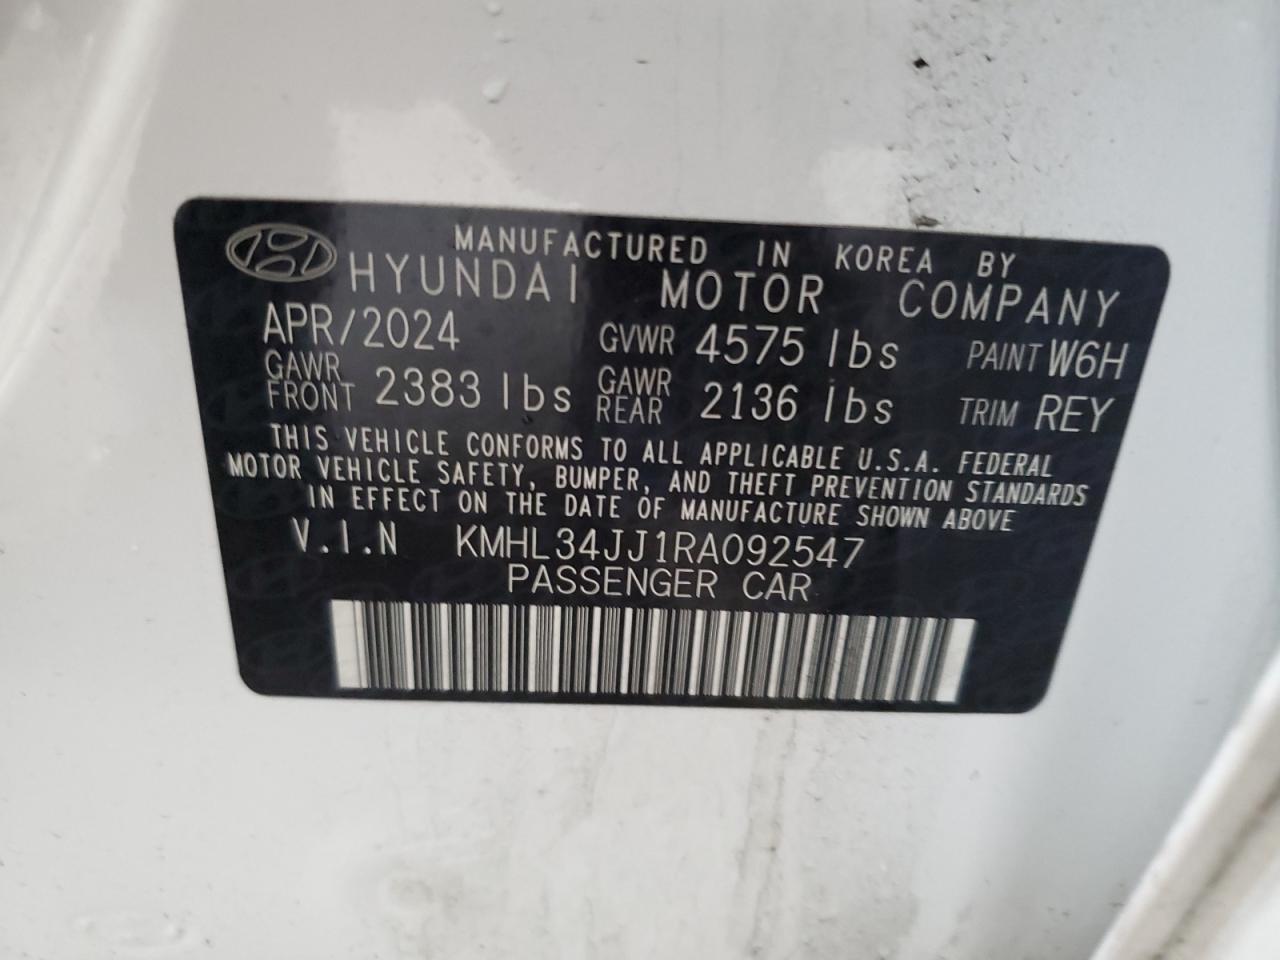 MANUFACTURED IN KOREA BY
HYUNDAI MOTOR COMPANY
APR/2024 GVWR 4575 lbs PAINT W6H
GAWR FRONT 2383 lbs GAWR REAR 2136 lbs TRIM REY
THIS VEHICLE CONFORMS TO ALL APPLICABLE U.S.A. FEDERAL
MOTOR VEHICLE SAFETY, BUMPER, AND THEFT PREVENTION STANDARDS
IN EFFECT ON THE DATE OF MANUFACTURE SHOWN ABOVE
V.I.N KMHL34JJ1RA092547
PASSENGER CAR